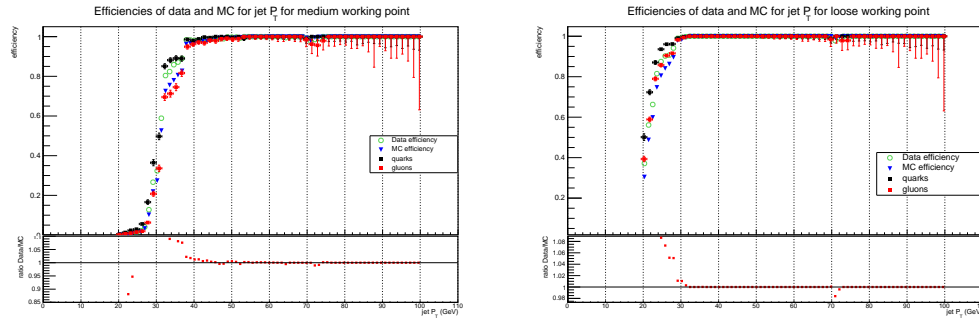 Efficiencies of data and MC for jet P_T for medium working point
efficiency
1
0.8
0.6
0.4
0.2
Data efficiency
MC efficiency
quarks
gluons
ratio Data/MC
1.05
1
0.95
0.9
0.85
0 10 20 30 40 50 60 70 80 90 100 110
jet P_T (GeV)
Efficiencies of data and MC for jet P_T for loose working point
efficiency
1
0.8
0.6
0.4
0.2
Data efficiency
MC efficiency
quarks
gluons
ratio Data/MC
1.08
1.06
1.04
1.02
1
0.98
0 10 20 30 40 50 60 70 80 90 100 110
jet P_T (GeV)